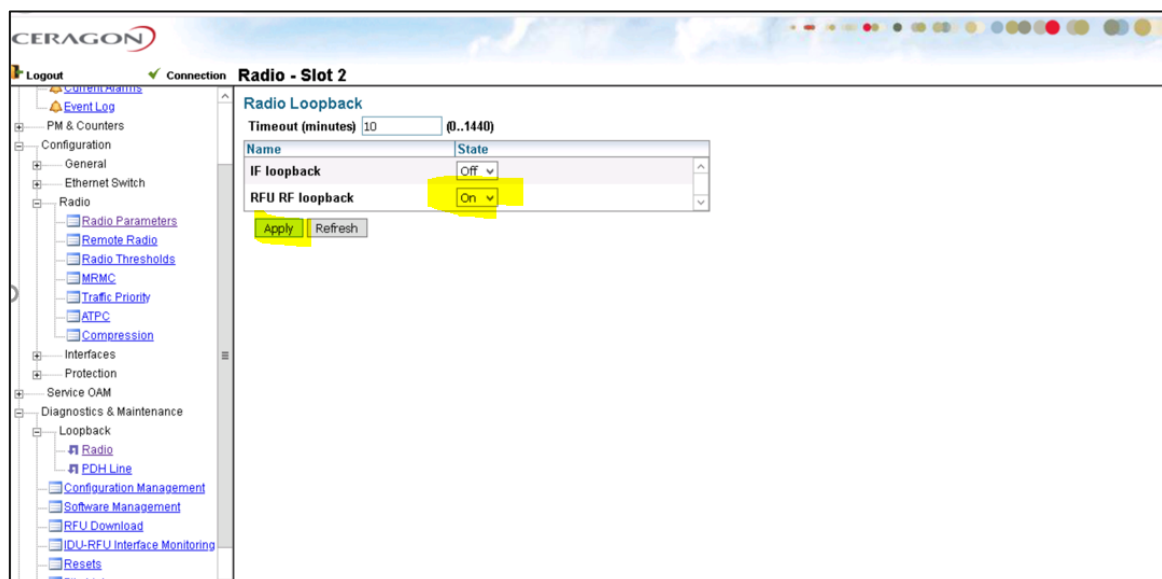 CERAGON
Logout
Connection
Radio - Slot 2
Current Alarms
Event Log
PM & Counters
Configuration
General
Ethernet Switch
Radio
Radio Parameters
Remote Radio
Radio Thresholds
MRMC
Traffic Priority
ATPC
Compression
Interfaces
Protection
Service OAM
Diagnostics & Maintenance
Loopback
Radio
PDH Line
Configuration Management
Software Management
RFU Download
IDU-RFU Interface Monitoring
Resets
Radio Loopback
Timeout (minutes) 10 (0..1440)
Name State
IF loopback Off
RFU RF loopback On
Apply Refresh